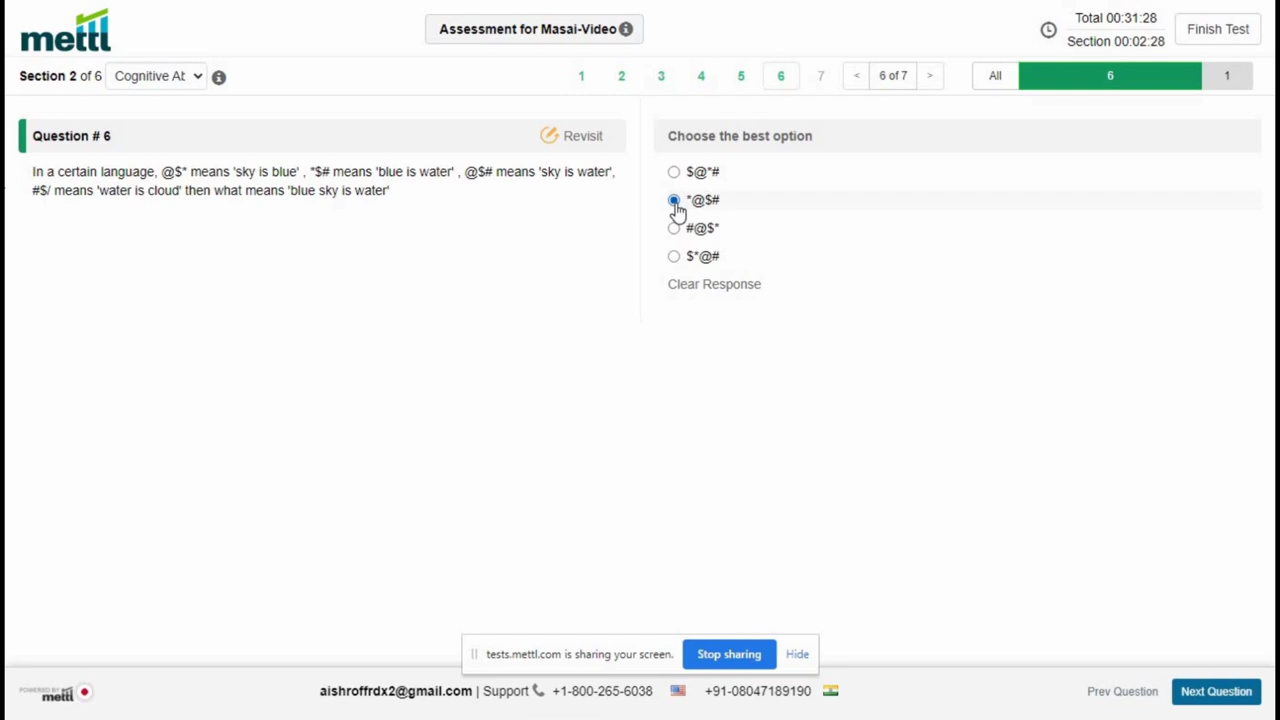 mettl
Assessment for Masai-Video
Total 00:31:28
Section 00:02:28
Finish Test
Section 2 of 6 Cognitive At
1 2 3 4 5 6 7 < 6 of 7 > All 6 1
Question # 6
Revisit
Choose the best option
In a certain language, @$* means 'sky is blue' , *$# means 'blue is water' , @$# means 'sky is water',
#$/ means 'water is cloud' then what means 'blue sky is water'
$@*#
*@$#
#@$*
$*@#
Clear Response
tests.mettl.com is sharing your screen. Stop sharing Hide
POWERED BY mettl
aishroffrdx2@gmail.com | Support +1-800-265-6038 +91-08047189190
Prev Question
Next Question